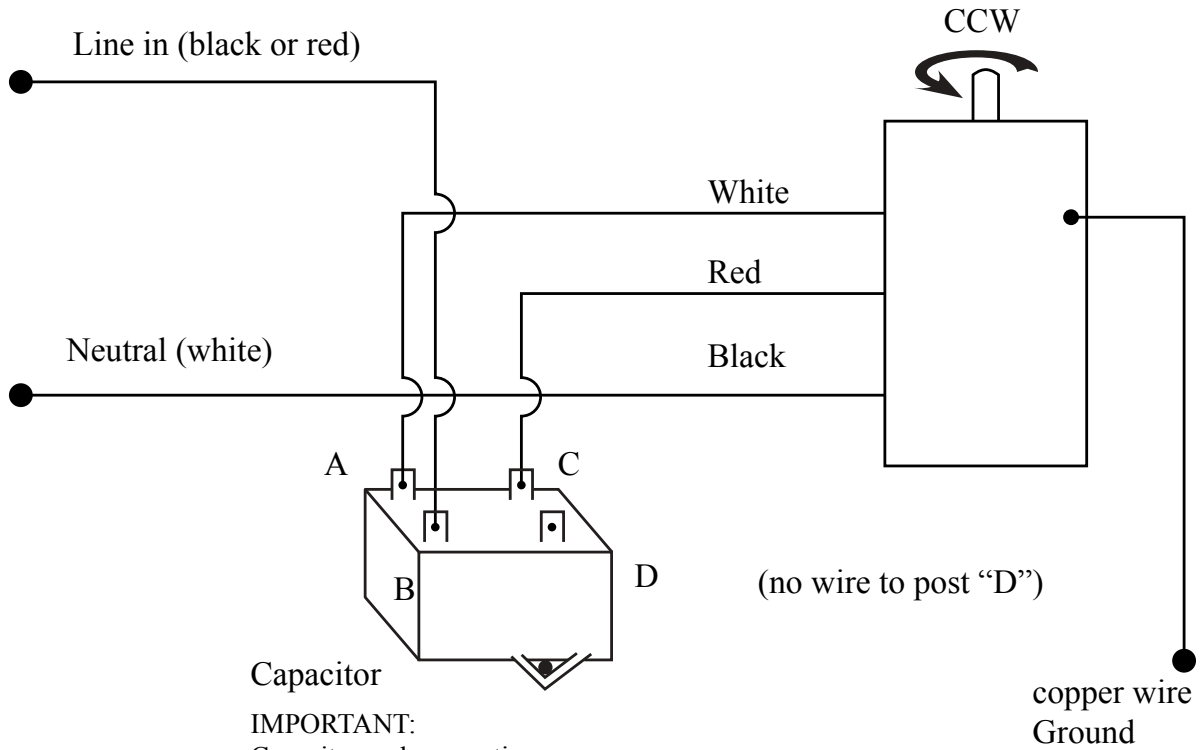 CCW
Line in (black or red)
White
Red
Neutral (white)
Black
A
C
B
D
(no wire to post “D”)
Capacitor
copper wire
Ground
IMPORTANT: